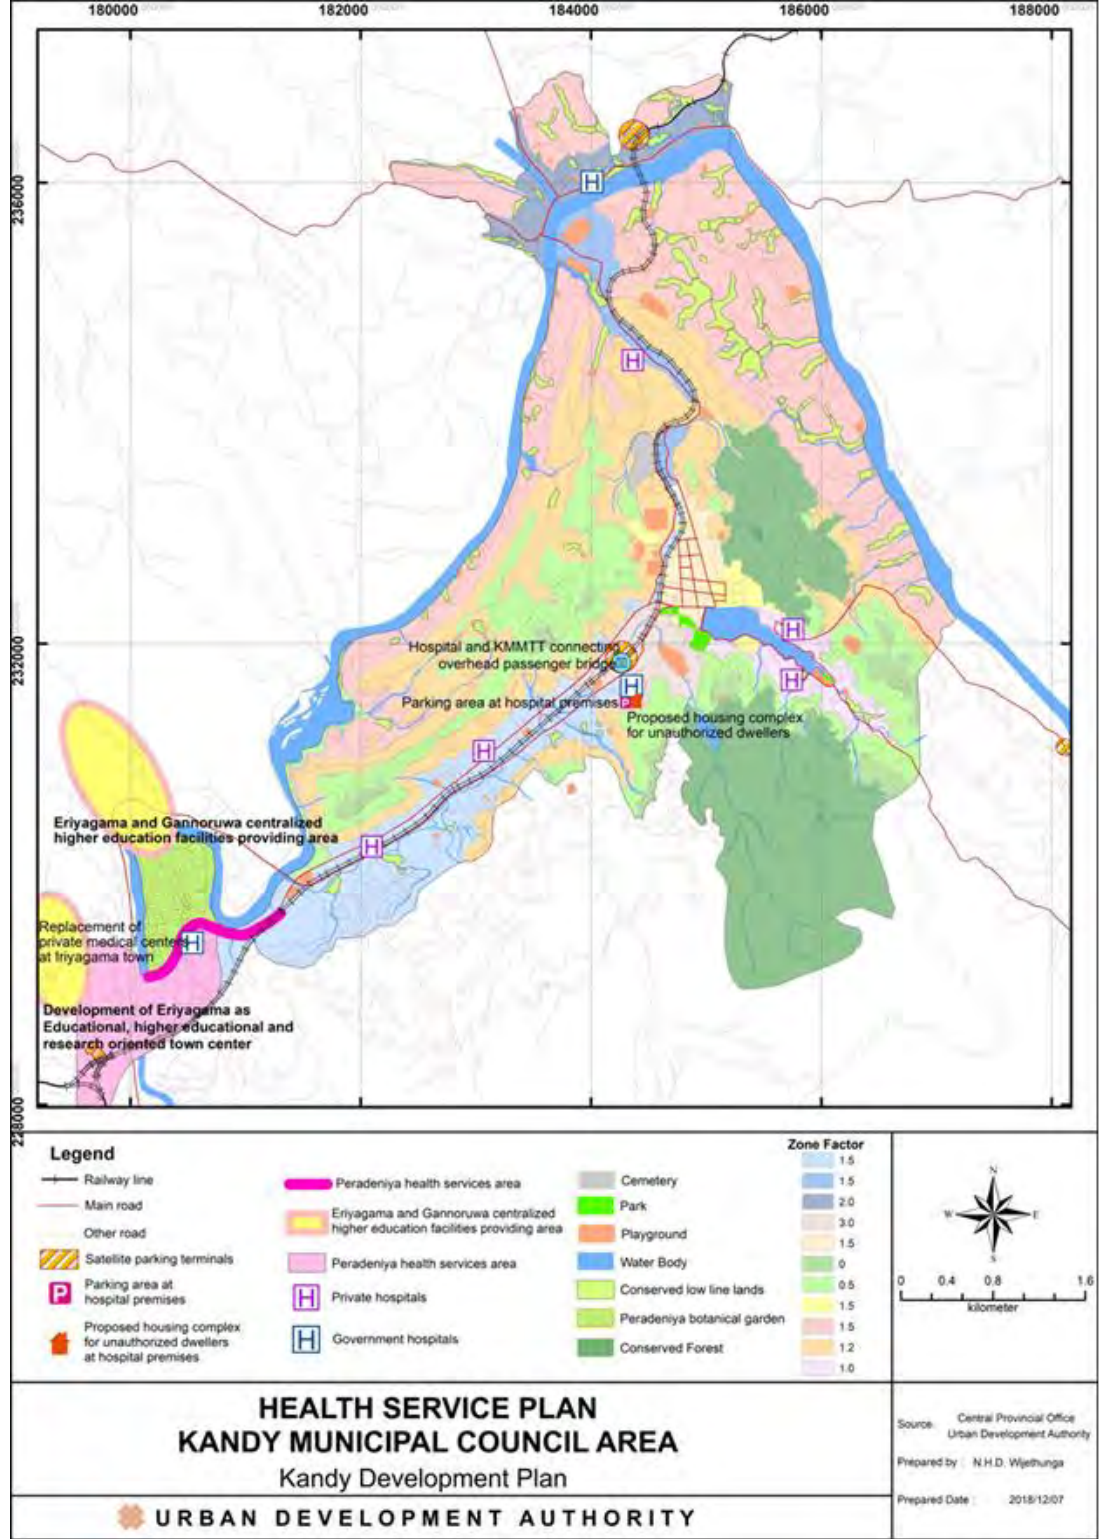 180000
182000
184000
186000
188000
236000
232000
228000
Hospital and KMMTT connecting
overhead passenger bridge
Parking area at hospital premises
P
Proposed housing complex
for unauthorized dwellers
H
H
H
H
H
H
H
H
Eriyagama and Gannoruwa centralized
higher education facilities providing area
Replacement of
private medical centers
at Iriyagama town
Development of Eriyagama as
Educational, higher educational and
research oriented town center
Legend
Railway line
Main road
Other road
Satellite parking terminals
P
Parking area at
hospital premises
Proposed housing complex
for unauthorized dwellers
at hospital premises
Peradeniya health services area
Eriyagama and Gannoruwa centralized
higher education facilities providing area
Peradeniya health services area
H Private hospitals
H Government hospitals
Cemetery
Park
Playground
Water Body
Conserved low line lands
Peradeniya botanical garden
Conserved Forest
Zone Factor
1.5
1.5
2.0
3.0
1.5
0
0.5
1.5
1.5
1.2
1.0
N
W E
S
0 0.4 0.8 1.6
kilometer
HEALTH SERVICE PLAN
KANDY MUNICIPAL COUNCIL AREA
Kandy Development Plan
URBAN DEVELOPMENT AUTHORITY
Source: Central Provincial Office
Urban Development Authority
Prepared by : N.H.D. Wijethunga
Prepared Date : 2018/12/07